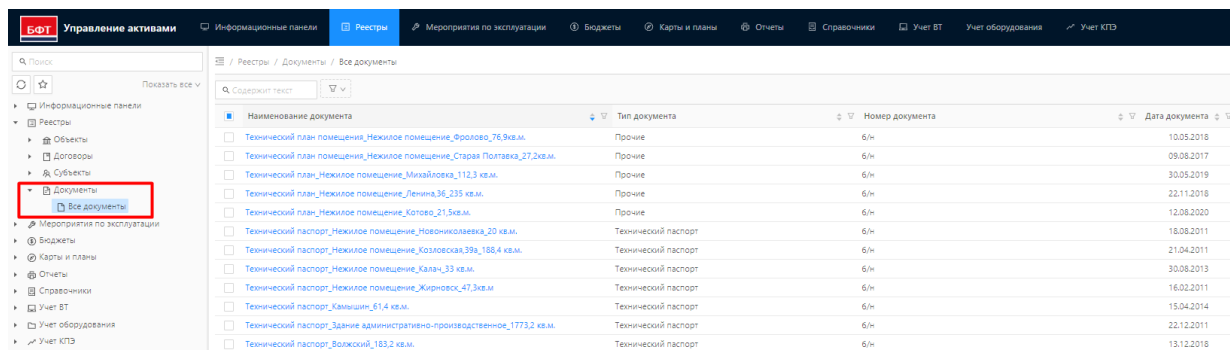 БФТ Управление активами Информационные панели Реестры Мероприятия по эксплуатации Бюджеты Карты и планы Отчеты Справочники Учет ВТ Учет оборудования Учет КПЭ
Поиск
/ Реестры / Документы / Все документы
Показать все
Содержит текст
Информационные панели
Реестры
Объекты
Договоры
Субъекты
Документы
Все документы
Мероприятия по эксплуатации
Бюджеты
Карты и планы
Отчеты
Справочники
Учет ВТ
Учет оборудования
Учет КПЭ
Наименование документа Тип документа Номер документа Дата документа
Технический план помещения_Нежилое помещение_Фролово_76,9кв.м. Прочие б/н 10.05.2018
Технический план помещения_Нежилое помещение_Старая Полтавка_27,2кв.м. Прочие б/н 09.08.2017
Технический план_Нежилое помещение_Михайловка_112,3 кв.м. Прочие б/н 30.05.2019
Технический план_Нежилое помещение_Ленина,36_235 кв.м. Прочие б/н 22.11.2018
Технический план_Нежилое помещение_Котово_21,5кв.м. Прочие б/н 12.08.2020
Технический паспорт_Нежилое помещение_Новониколаевка_20 кв.м. Технический паспорт б/н 18.08.2011
Технический паспорт_Нежилое помещение_Козловская,39а_188,4 кв.м. Технический паспорт б/н 21.04.2011
Технический паспорт_Нежилое помещение_Калач_33 кв.м. Технический паспорт б/н 30.08.2013
Технический паспорт_Нежилое помещение_Жирновск_47,3кв.м Технический паспорт б/н 16.02.2011
Технический паспорт_Камышин_61,4 кв.м. Технический паспорт б/н 15.04.2014
Технический паспорт_Здание административно-производственное_1773,2 кв.м. Технический паспорт б/н 22.12.2011
Технический паспорт_Волжский_183,2 кв.м. Технический паспорт б/н 13.12.2018